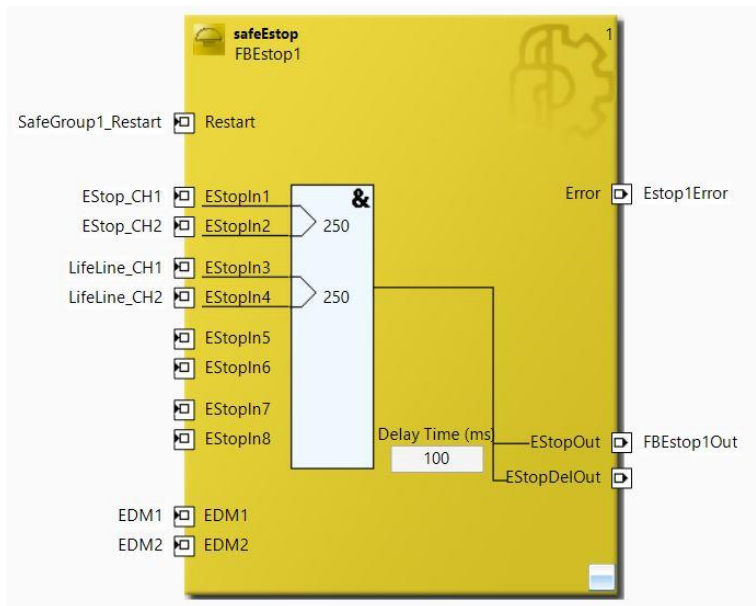 safeEstop 1
FBEstop1
SafeGroup1_Restart Restart
EStop_CH1 EStopIn1 & Error Estop1Error
EStop_CH2 EStopIn2 250
LifeLine_CH1 EStopIn3
LifeLine_CH2 EStopIn4 250
EStopIn5
EStopIn6
EStopIn7
EStopIn8 Delay Time (ms) EStopOut FBEstop1Out
100
EStopDelOut
EDM1 EDM1
EDM2 EDM2